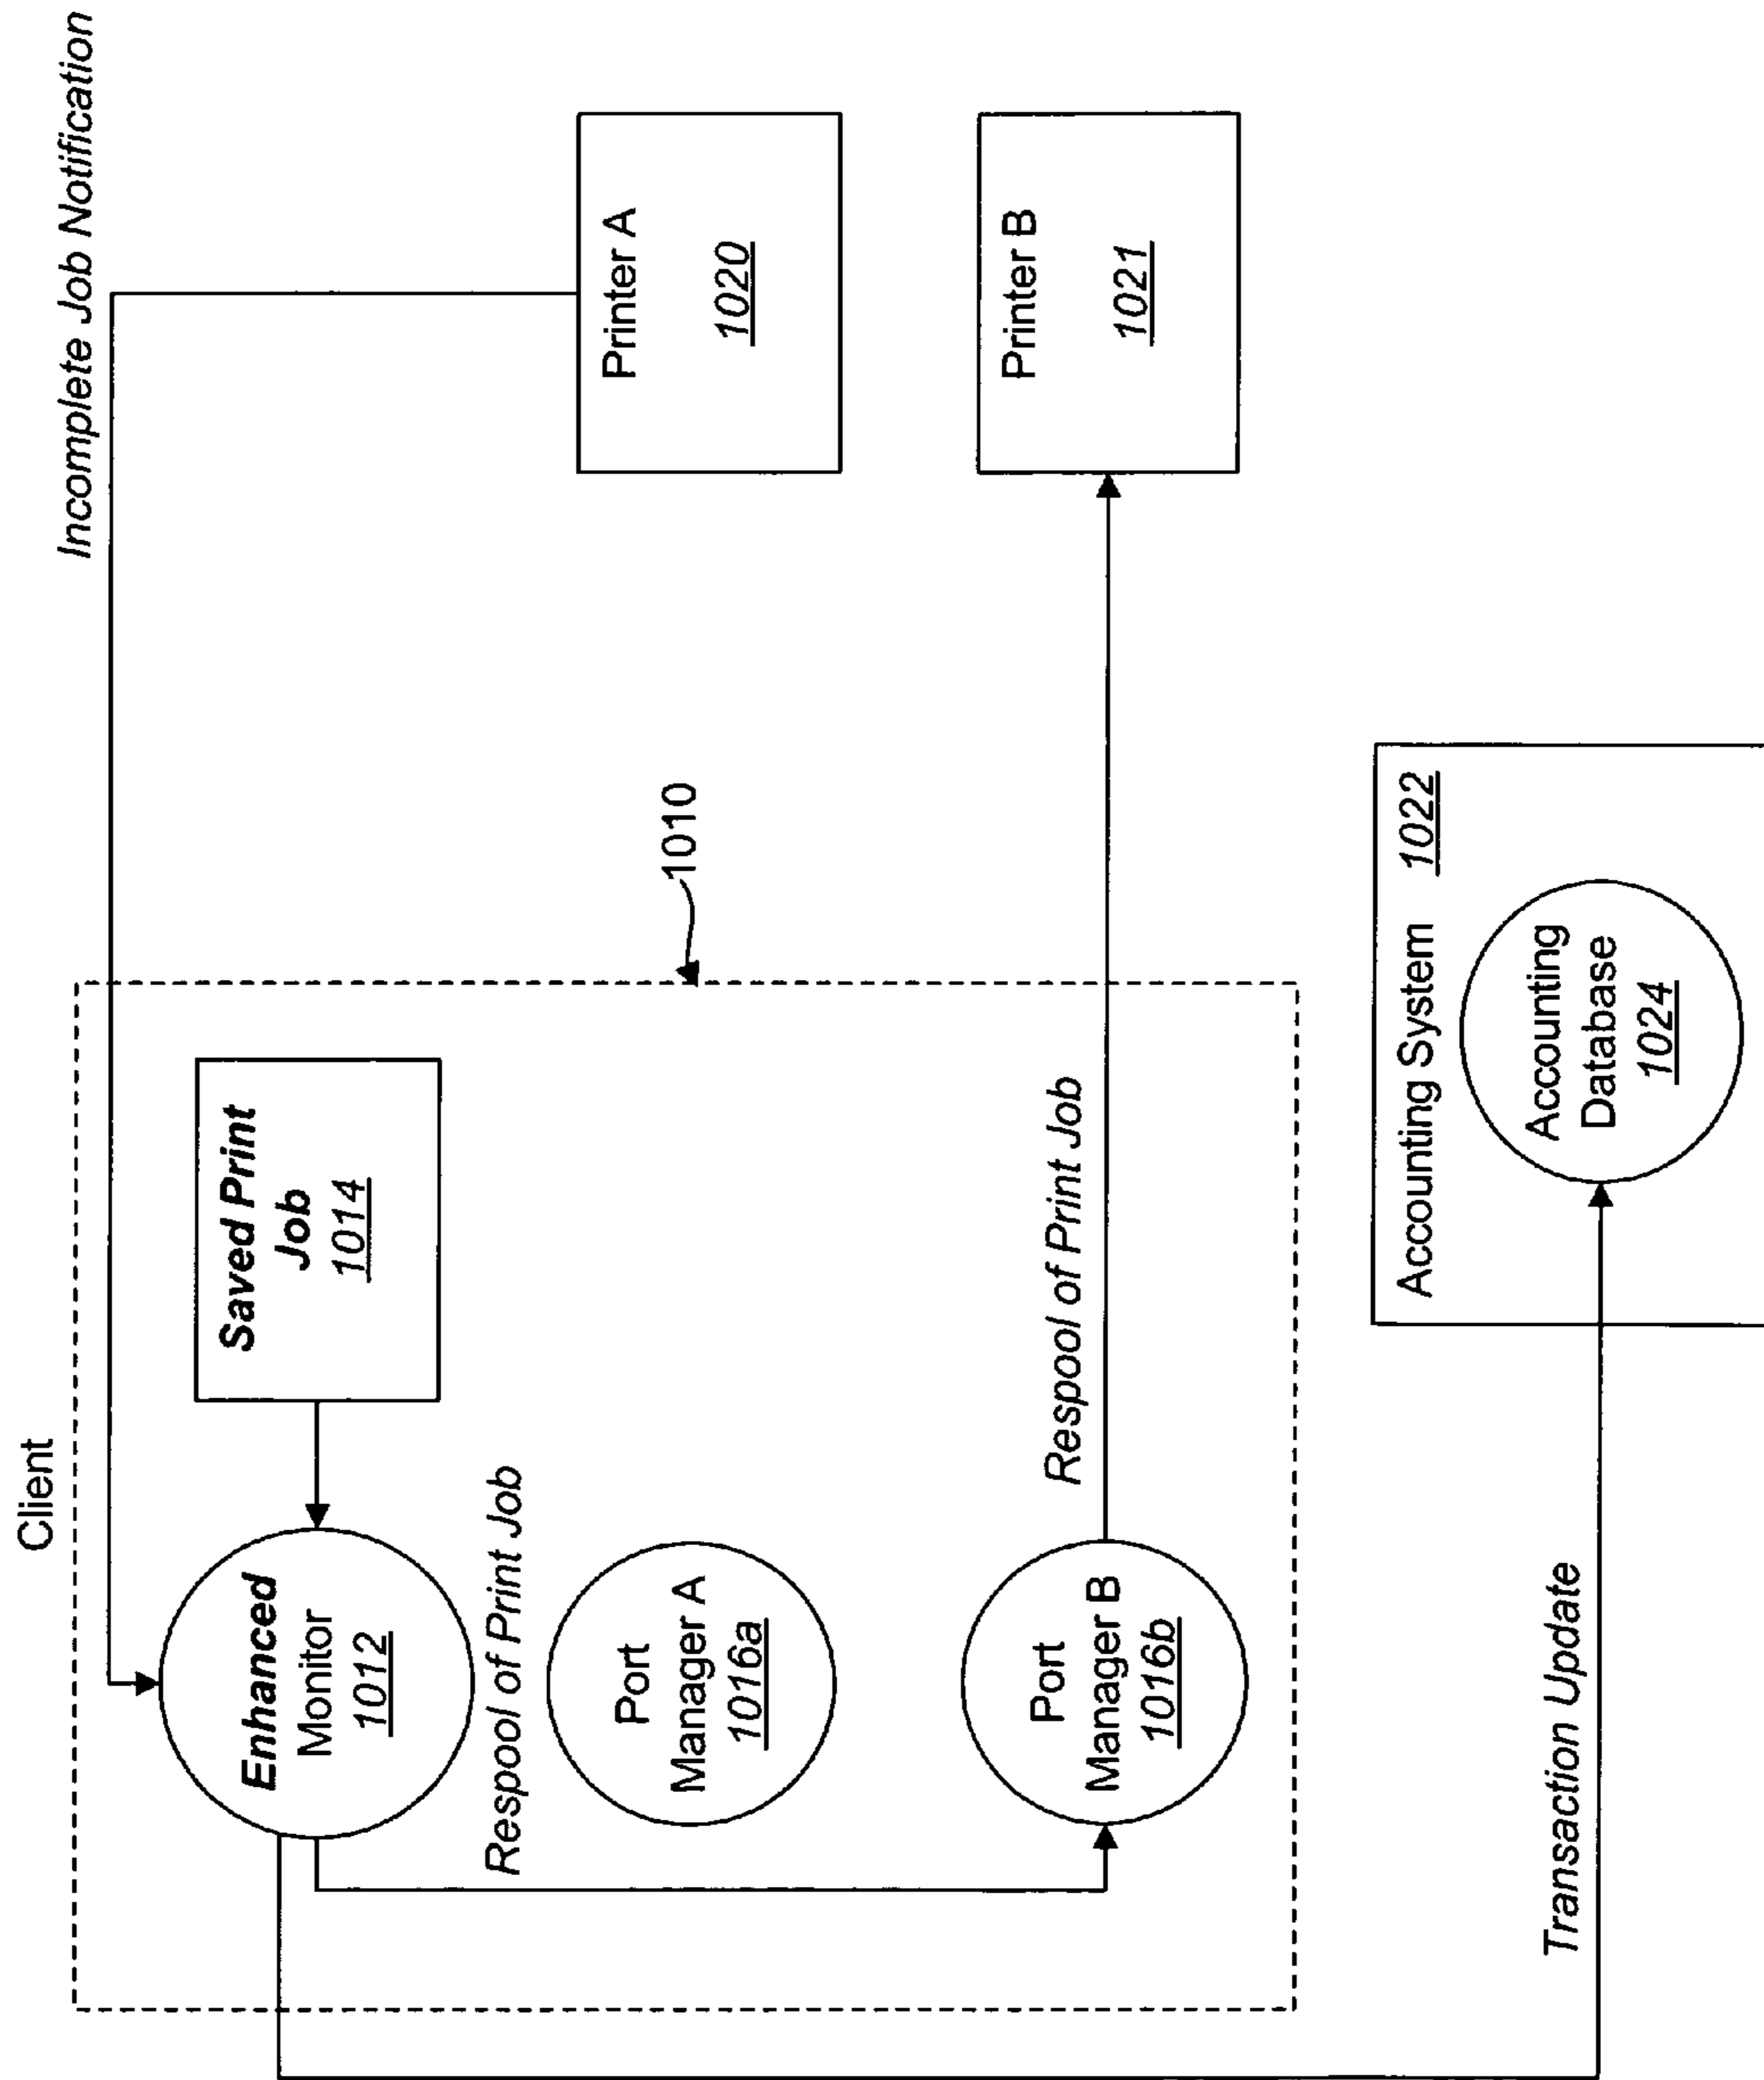 Client
Incomplete Job Notification
Enhanced
Monitor
1012
Saved Print
Job
1014
Respool of Print Job
Port
Manager A
1016a
1010
Printer A
1020
Port
Manager B
1016b
Respool of Print Job
Printer B
1021
Transaction Update
Accounting System 1022
Accounting
Database
1024